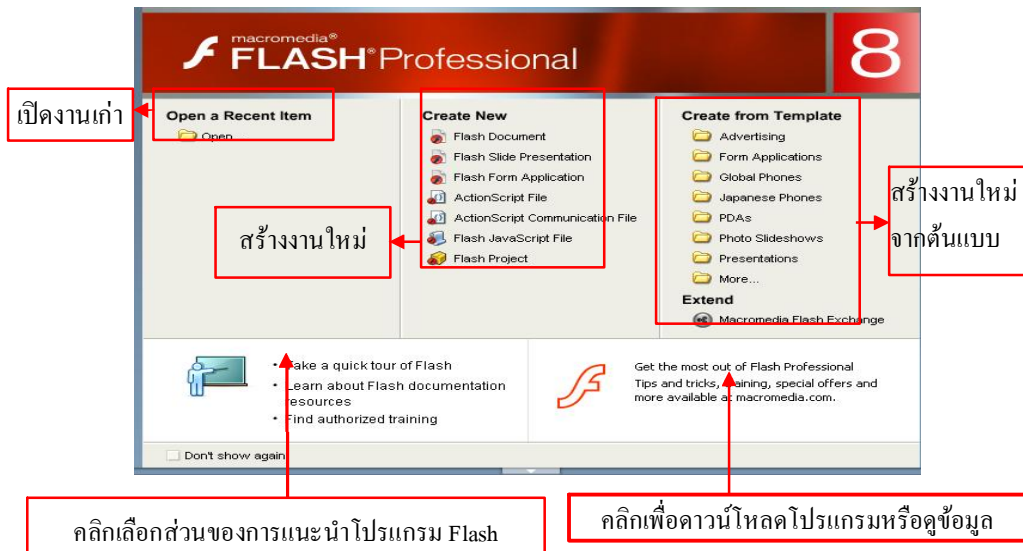 macromedia®
FLASH® Professional
8
เปิดงานเก่า
Open a Recent Item
Open...
Create New
Flash Document
Flash Slide Presentation
Flash Form Application
ActionScript File
ActionScript Communication File
Flash JavaScript File
Flash Project
สร้างงานใหม่
Create from Template
Advertising
Form Applications
Global Phones
Japanese Phones
PDAs
Photo Slideshows
Presentations
More...
Extend
Macromedia Flash Exchange
สร้างงานใหม่
จากต้นแบบ
• Take a quick tour of Flash
• Learn about Flash documentation
resources
• Find authorized training
Get the most out of Flash Professional
Tips and tricks, training, special offers and
more available at macromedia.com.
Don't show again
คลิกเลือกส่วนของการแนะนำโปรแกรม Flash
คลิกเพื่อดาวน์โหลดโปรแกรมหรือดูข้อมูล